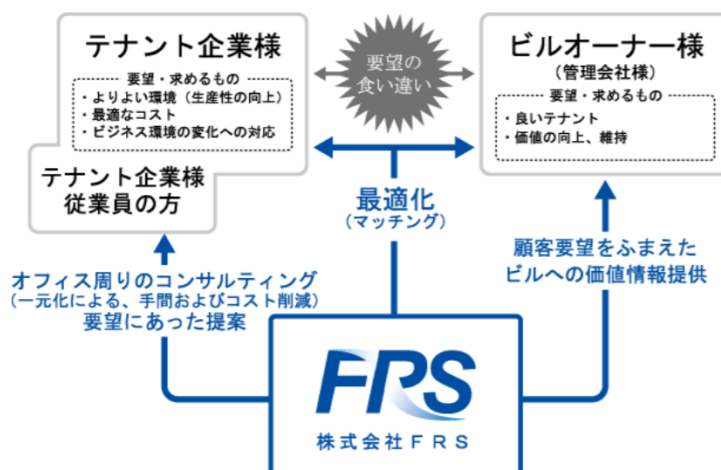 テナント企業様
要望・求めるもの
・よりよい環境（生産性の向上）
・最適なコスト
・ビジネス環境の変化への対応
テナント企業様
従業員の方
要望の
食い違い
ビルオーナー様
（管理会社様）
要望・求めるもの
・良いテナント
・価値の向上、維持
最適化
（マッチング）
オフィス周りのコンサルティング
（一元化による、手間およびコスト削減）
要望にあった提案
顧客要望をふまえた
ビルへの価値情報提供
FRS
株式会社ＦＲＳ